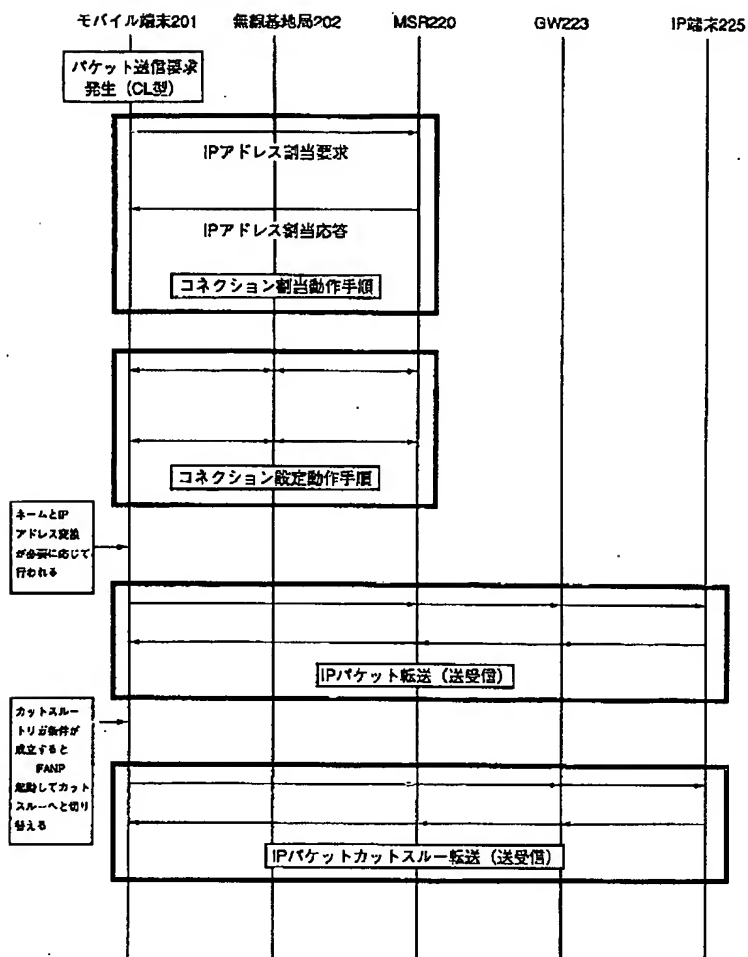 モバイル端末201
無線基地局202
MSR220
GW223
IP端末225
パケット送信要求
発生（CL型）
IPアドレス割当要求
IPアドレス割当応答
コネクション割当動作手順
コネクション設定動作手順
ネームとIP
アドレス変換
が必要に応じて
行われる
IPパケット転送（送受信）
カットスルー
トリガ条件が
成立すると
FANP
起動してカット
スルーへと切り
替える
IPパケットカットスルー転送（送受信）